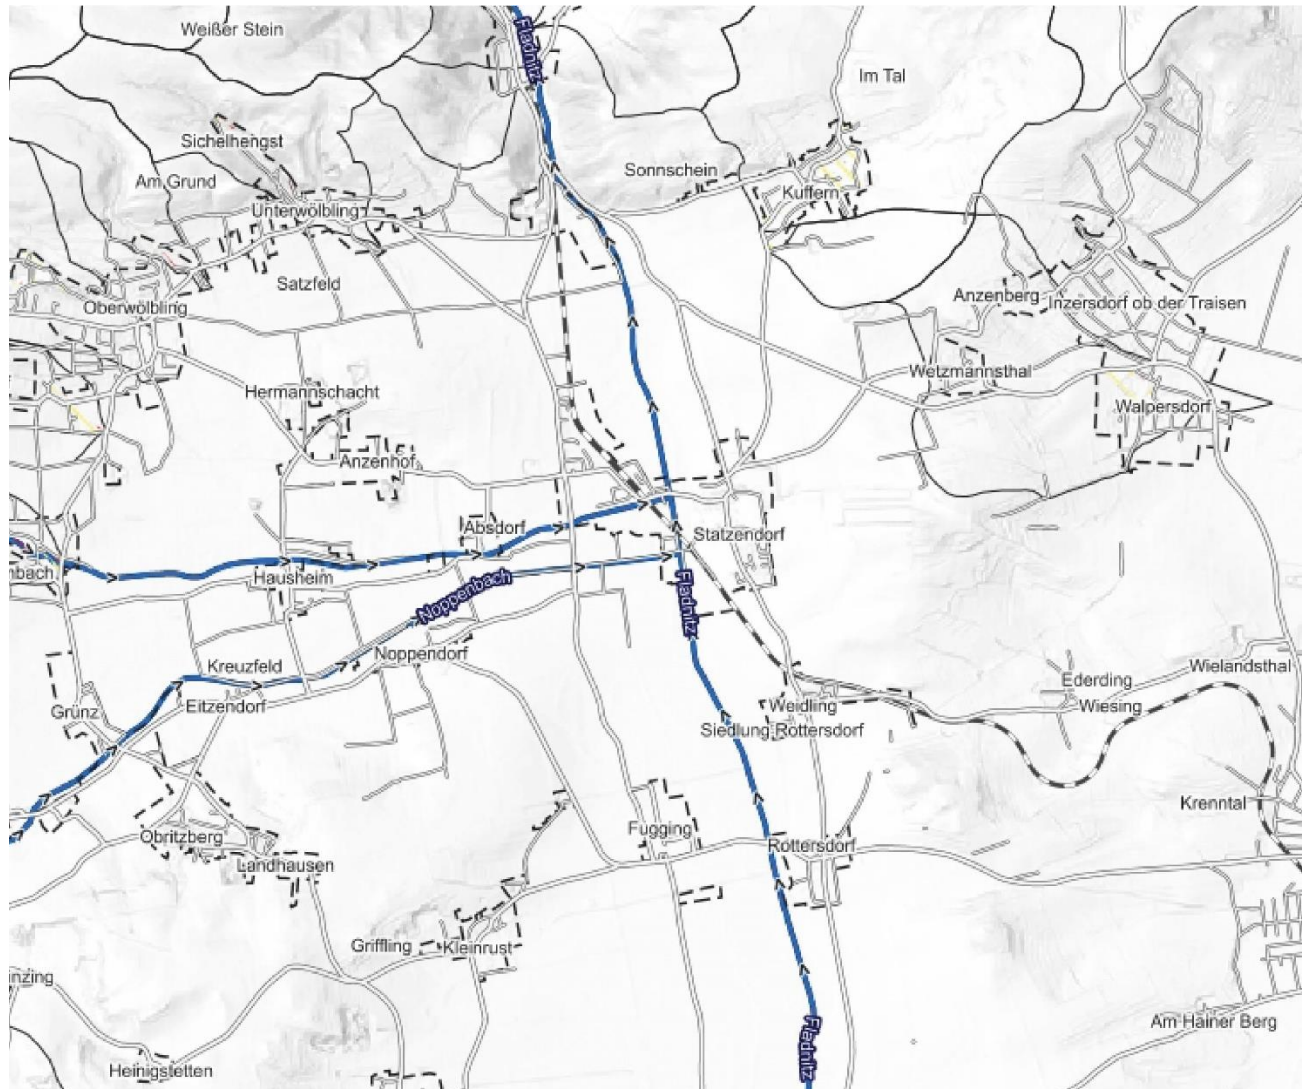 Weißer Stein
Fladnitz
Im Tal
Sichelhengst
Sonnschein
Am Grund
Kuffern
Unterwölbling
Satzfeld
Anzenberg
Inzersdorf ob der Traisen
Oberwölbling
Wetzmannsthal
Hermannschacht
Walpersdorf
Anzenhof
Absdorf
Statzendorf
nbach
Hausheim
Noppenbach
Fladnitz
Noppendorf
Kreuzfeld
Wielandsthal
Ederding
Grünz
Eitzendorf
Weidling
Wiesing
Siedlung Rottersdorf
Krenntal
Obritzberg
Fugging
Rottersdorf
Landhausen
Griffling
Kleinrust
inzing
Am Hainer Berg
Fladnitz
Heinigstetten